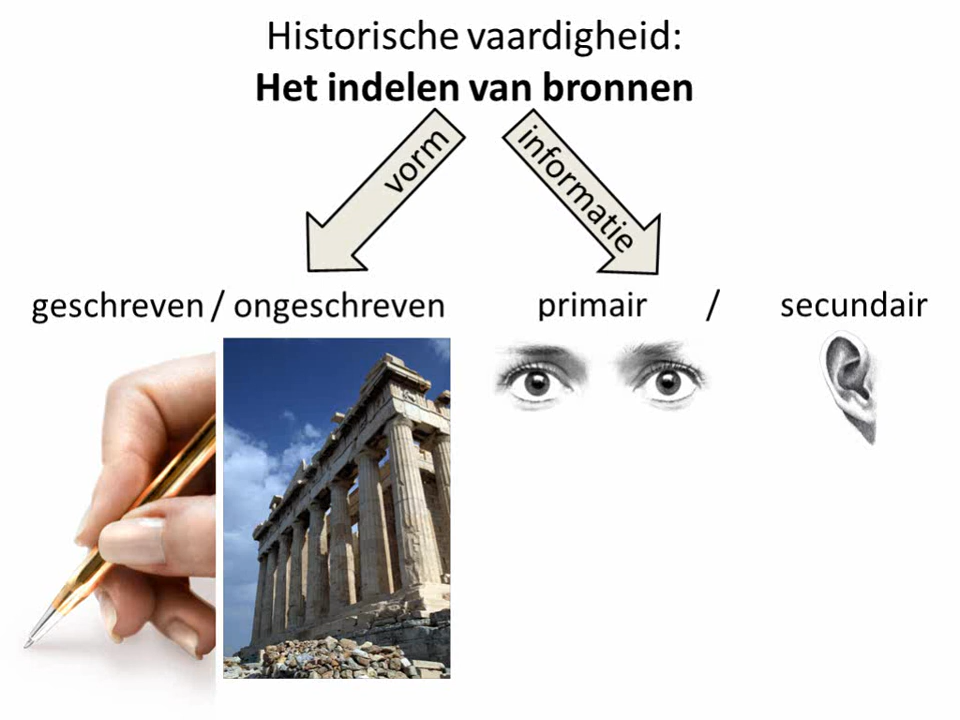 Historische vaardigheid:
Het indelen van bronnen
vorm
informatie
geschreven / ongeschreven
primair / secundair